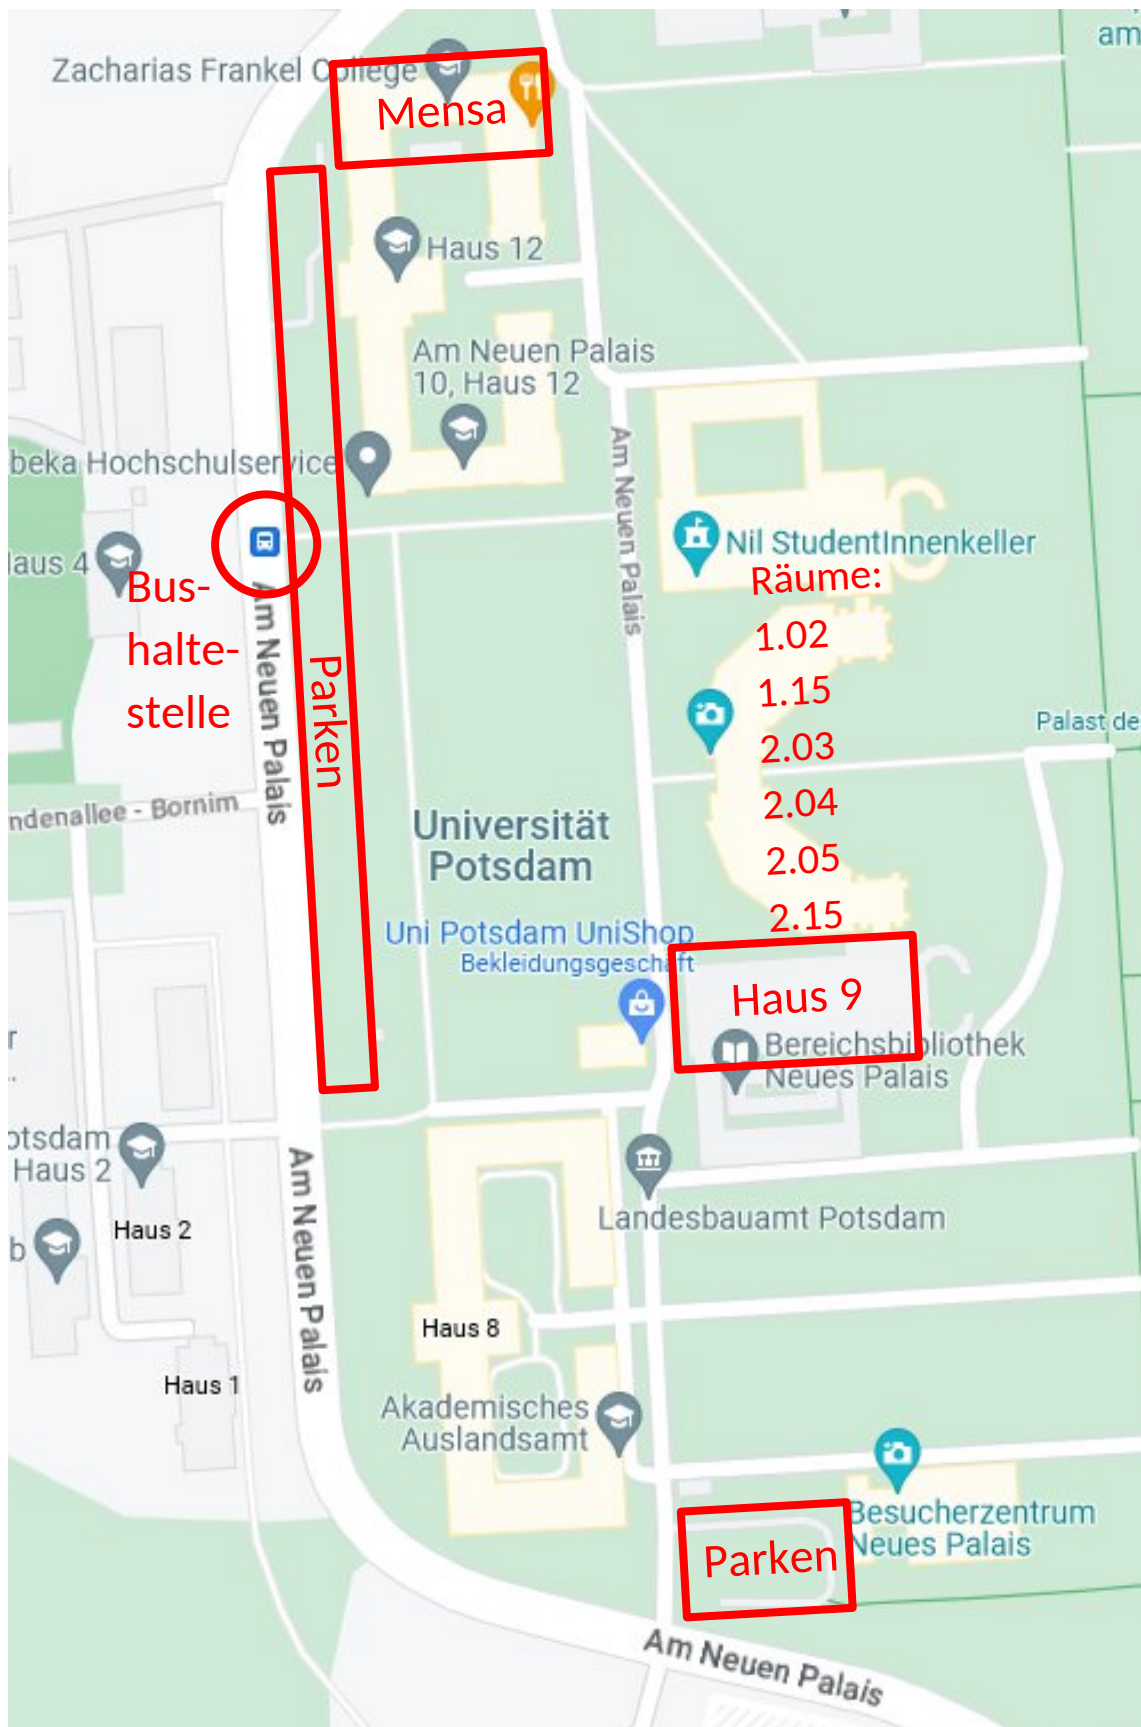 am
Zacharias Frankel College
Mensa
Haus 12
Am Neuen Palais
10, Haus 12
beka Hochschulservice
Am Neuen Palais
Nil StudentInnenkeller
Haus 4
Bus-
halte-
stelle
Am Neuen Palais
Parken
Räume:
1.02
1.15
2.03
2.04
2.05
2.15
Palast de
ndenallee - Bornim
Universität
Potsdam
Uni Potsdam UniShop
Bekleidungsgeschäft
Haus 9
Bereichsbibliothek
Neues Palais
r
otsdam
Haus 2
Haus 2
b
Landesbauamt Potsdam
Am Neuen Palais
Haus 8
Haus 1
Akademisches
Auslandsamt
Besucherzentrum
Neues Palais
Parken
Am Neuen Palais